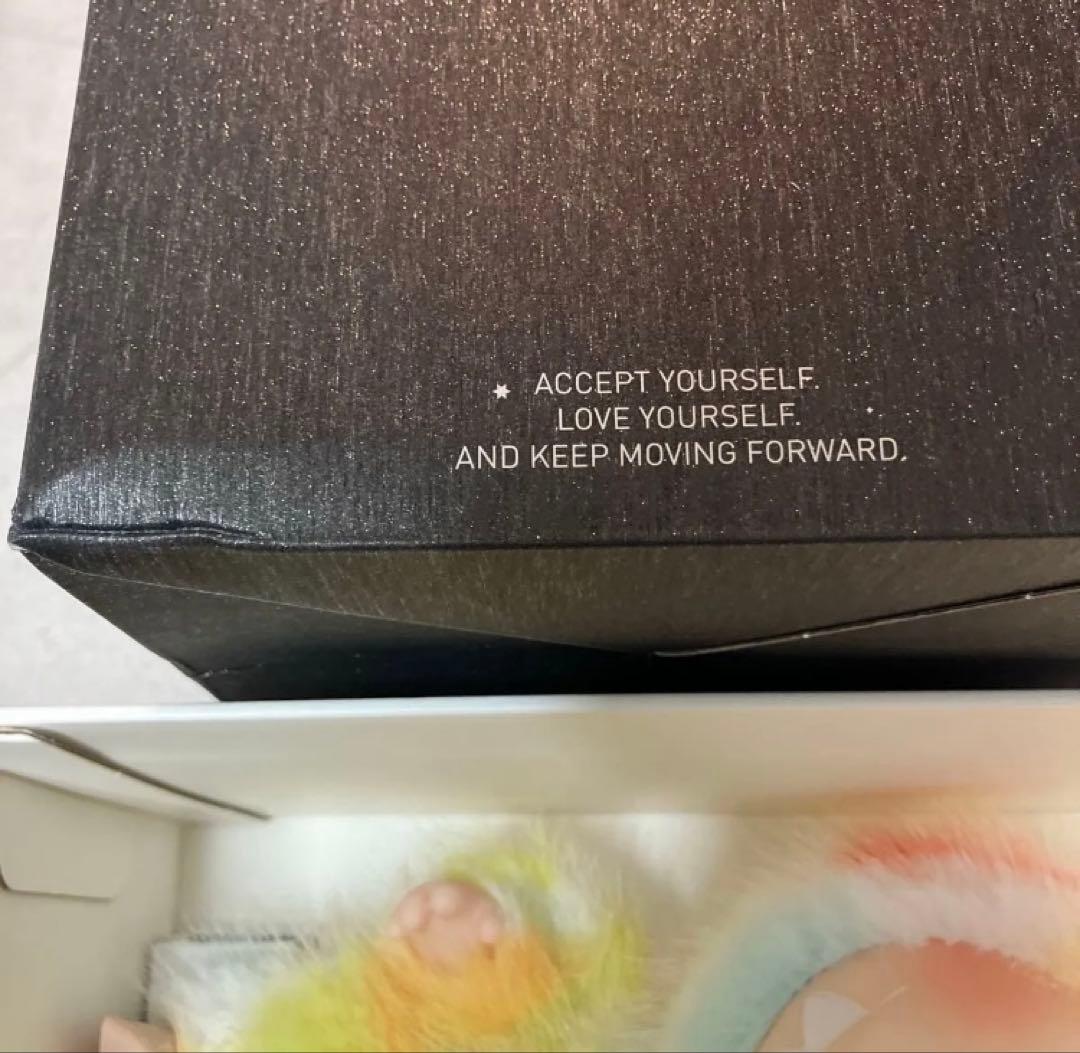 ACCEPT YOURSELF.
LOVE YOURSELF.
AND KEEP MOVING FORWARD.